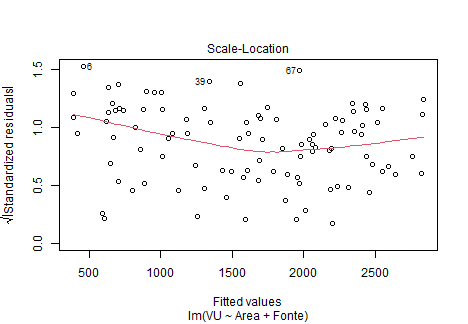 Scale-Location
√|Standardized residuals|
1.5
1.0
0.5
0.0
6
39
67
500 1000 1500 2000 2500
Fitted values
lm(VU ~ Area + Fonte)